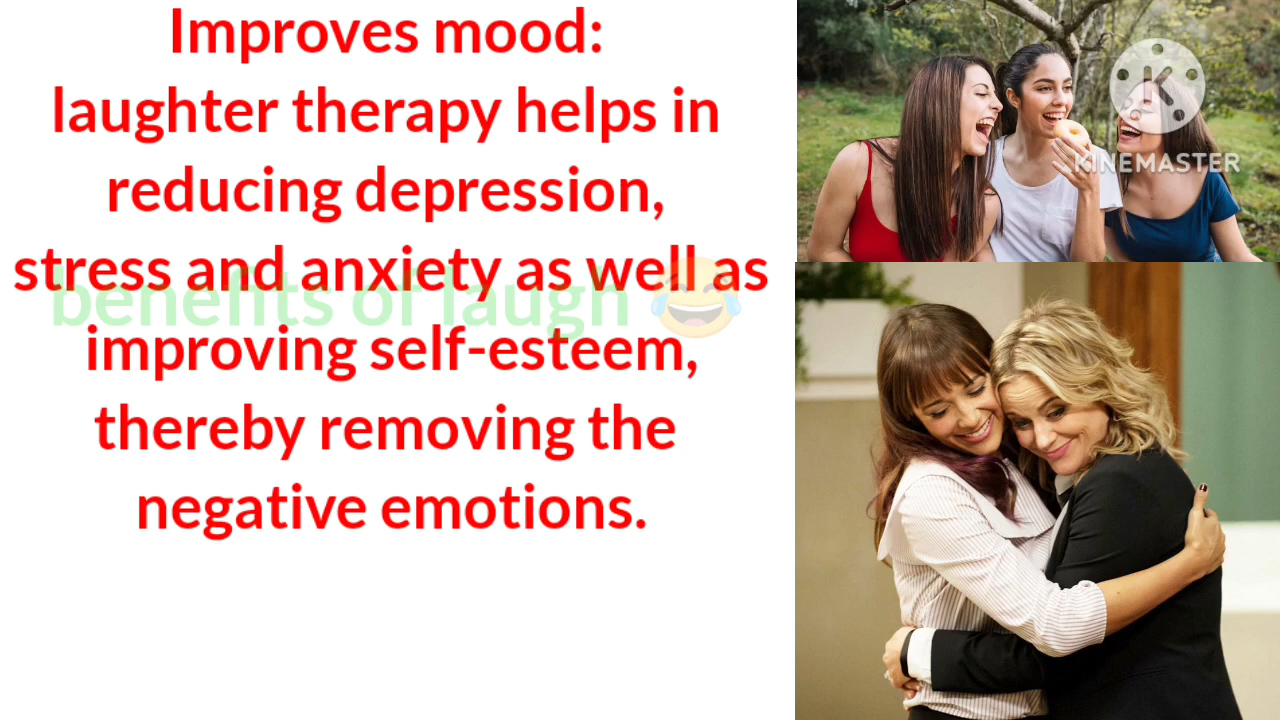 Improves mood:
laughter therapy helps in
reducing depression,
stress and anxiety as well as
benefits of laugh 😂
improving self-esteem,
thereby removing the
negative emotions.
K
KINEMASTER